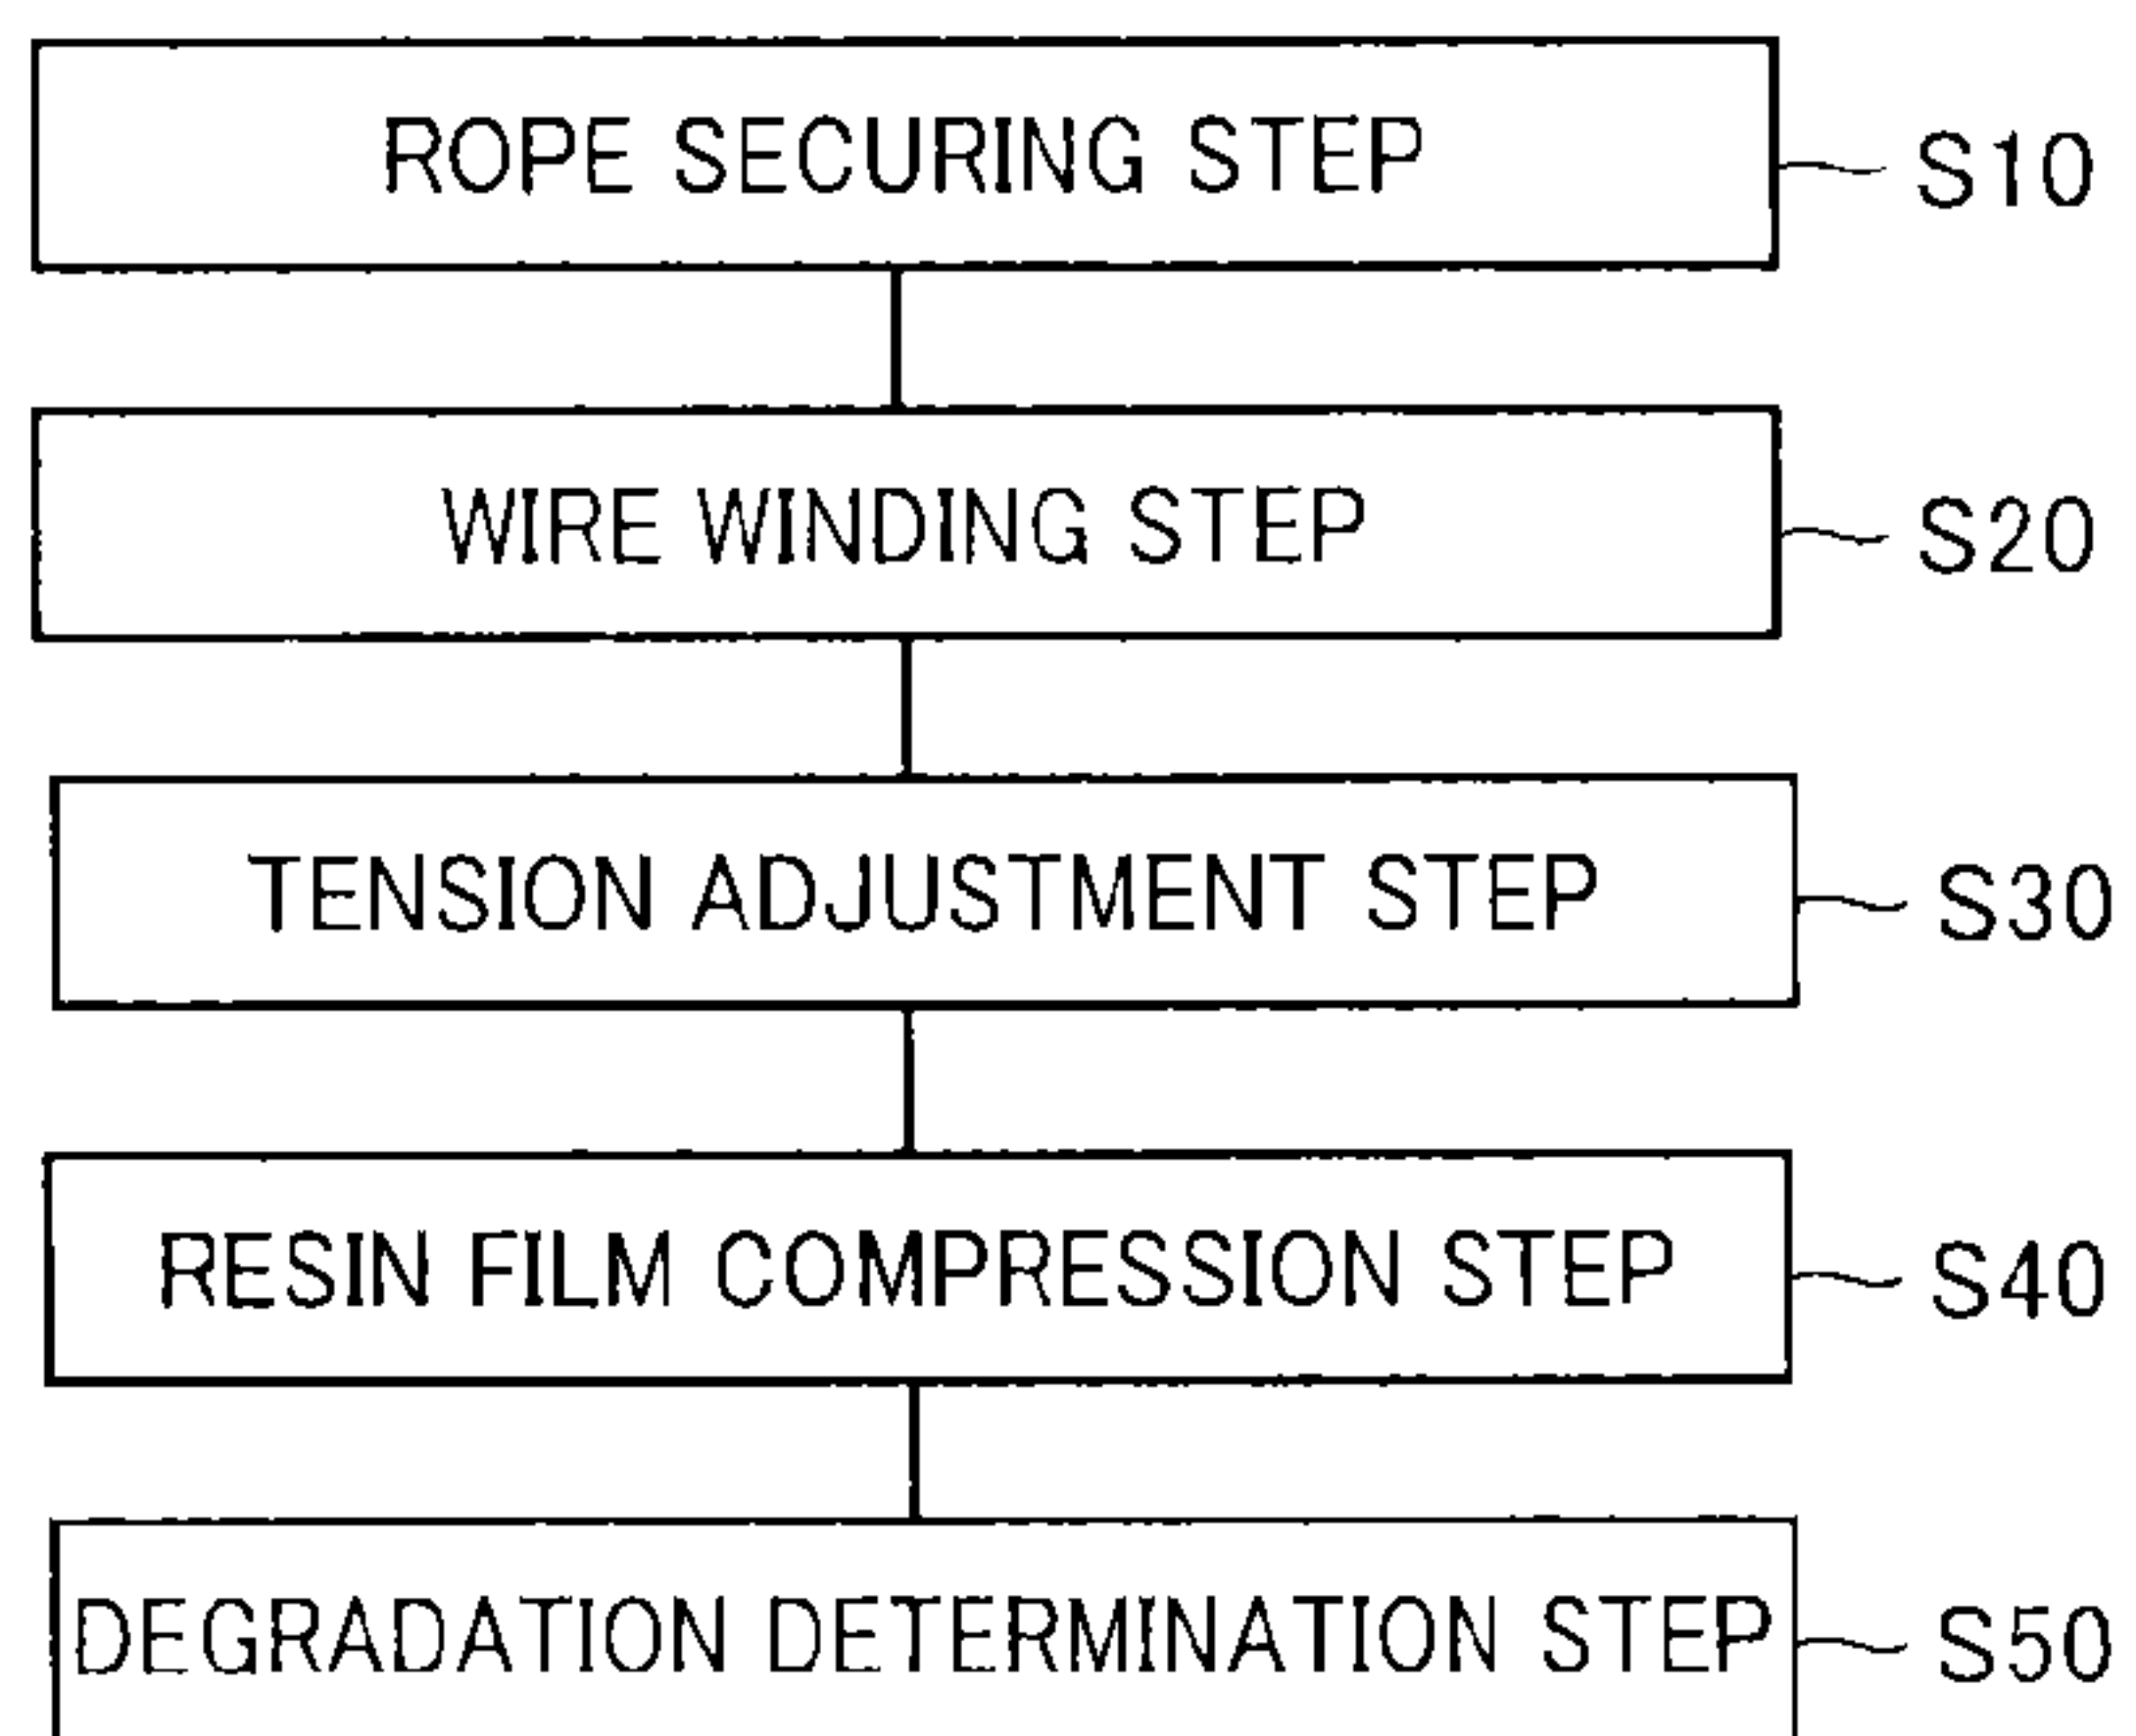 ROPE SECURING STEP S10
WIRE WINDING STEP S20
TENSION ADJUSTMENT STEP S30
RESIN FILM COMPRESSION STEP S40
DEGRADATION DETERMINATION STEP S50